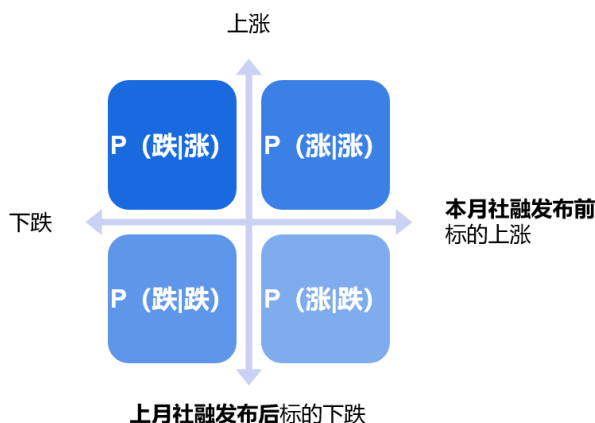 上涨
P（跌|涨）
P（涨|涨）
下跌
本月社融发布前
标的上涨
P（跌|跌）
P（涨|跌）
上月社融发布后标的下跌